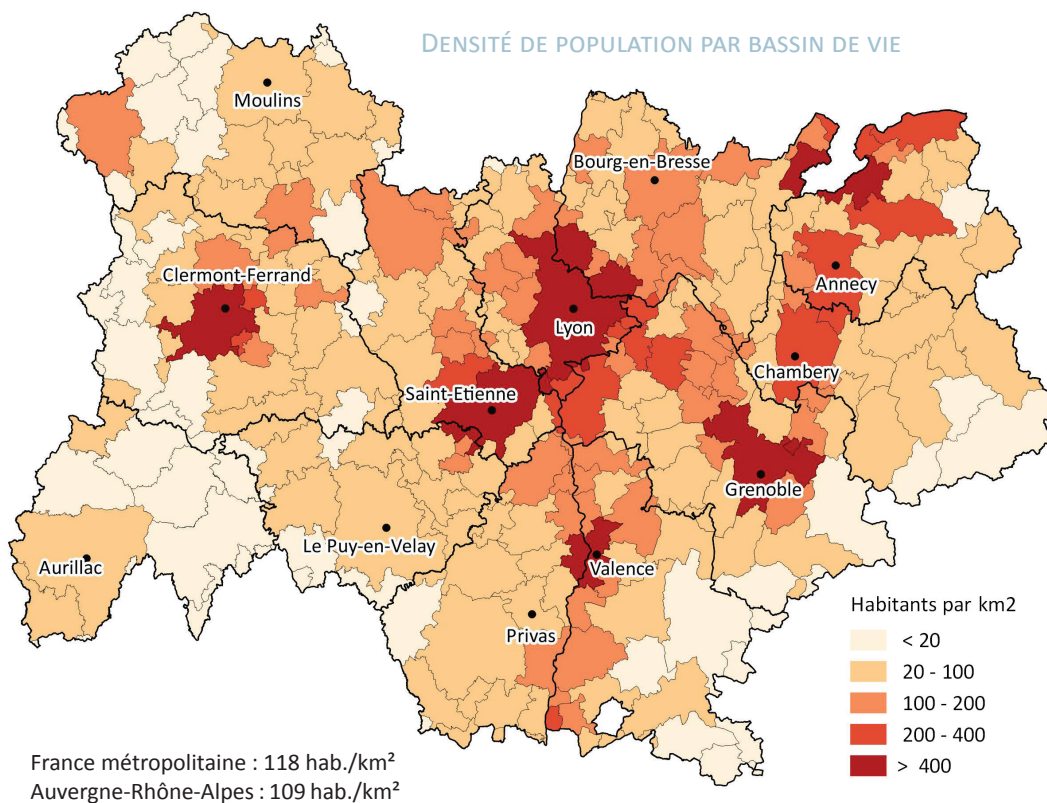 DENSITÉ DE POPULATION PAR BASSIN DE VIE
Moulins
Bourg-en-Bresse
Clermont-Ferrand
Annecy
Lyon
Chambery
Saint-Etienne
Grenoble
Le Puy-en-Velay
Aurillac
Valence
Privas
Habitants par km2
< 20
20 - 100
100 - 200
200 - 400
> 400
France métropolitaine : 118 hab./km²
Auvergne-Rhône-Alpes : 109 hab./km²